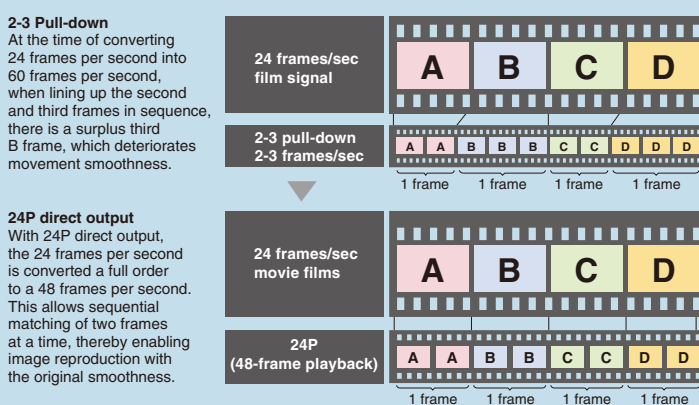 2-3 Pull-down
At the time of converting
24 frames per second into
60 frames per second,
when lining up the second
and third frames in sequence,
there is a surplus third
B frame, which deteriorates
movement smoothness.
24 frames/sec
film signal
A B C D
2-3 pull-down
2-3 frames/sec
A A B B B C C D D D
1 frame 1 frame 1 frame 1 frame
24P direct output
With 24P direct output,
the 24 frames per second
is converted a full order
to a 48 frames per second.
This allows sequential
matching of two frames
at a time, thereby enabling
image reproduction with
the original smoothness.
24 frames/sec
movie films
A B C D
24P
(48-frame playback)
A A B B C C D D
1 frame 1 frame 1 frame 1 frame